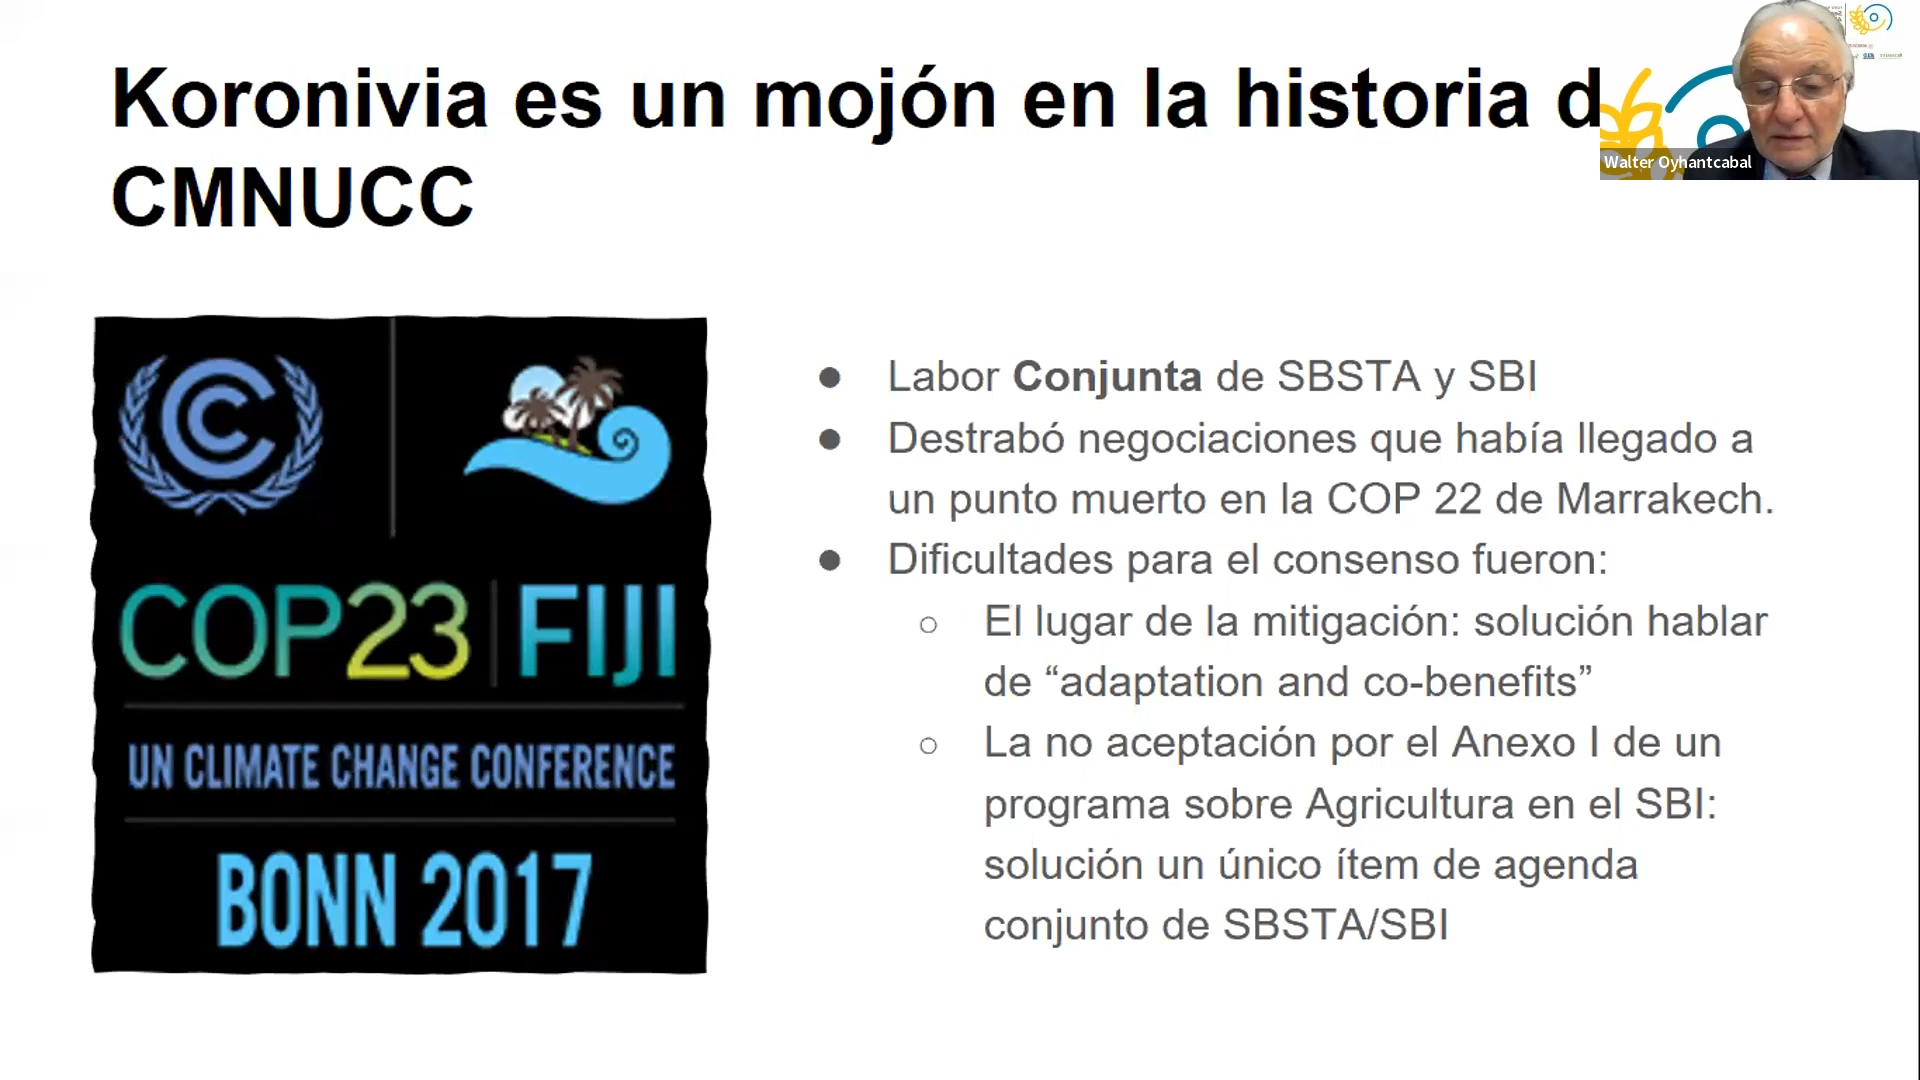 Koronivia es un mojón en la historia d
CMNUCC
Walter Oyhantcabal
COP23 FIJI
UN CLIMATE CHANGE CONFERENCE
BONN 2017
● Labor Conjunta de SBSTA y SBI
● Destrabó negociaciones que había llegado a
un punto muerto en la COP 22 de Marrakech.
● Dificultades para el consenso fueron:
○ El lugar de la mitigación: solución hablar
de “adaptation and co-benefits”
○ La no aceptación por el Anexo I de un
programa sobre Agricultura en el SBI:
solución un único ítem de agenda
conjunto de SBSTA/SBI